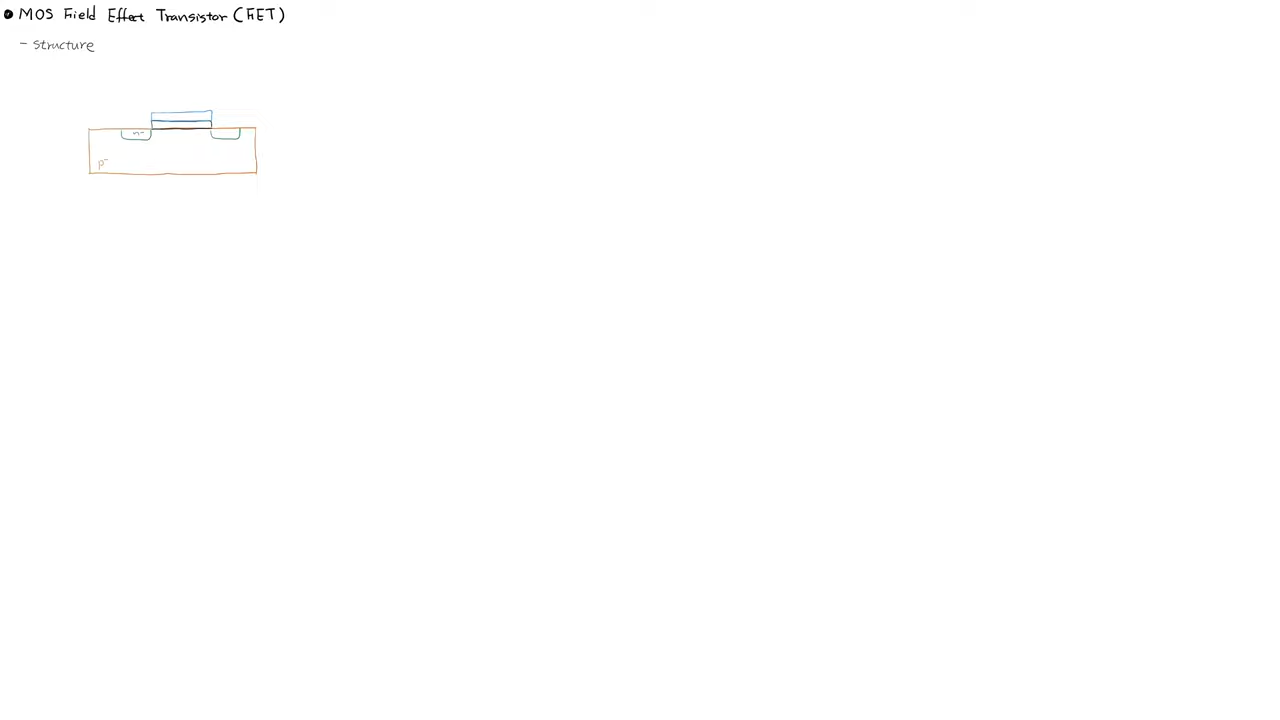 • MOS Field Effect Transistor (FET)
- structure
n-
p-